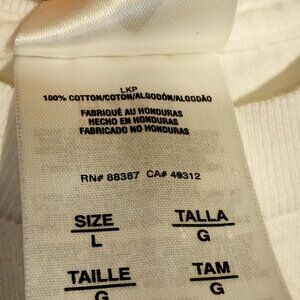 LKP
100% COTTON/COTON/ALGODÓN/ALGODÃO
FABRIQUÉ AU HONDURAS
HECHO EN HONDURAS
FABRICADO NO HONDURAS
RN# 88387 CA# 40312
SIZE TALLA
L G
TAILLE TAM
G G